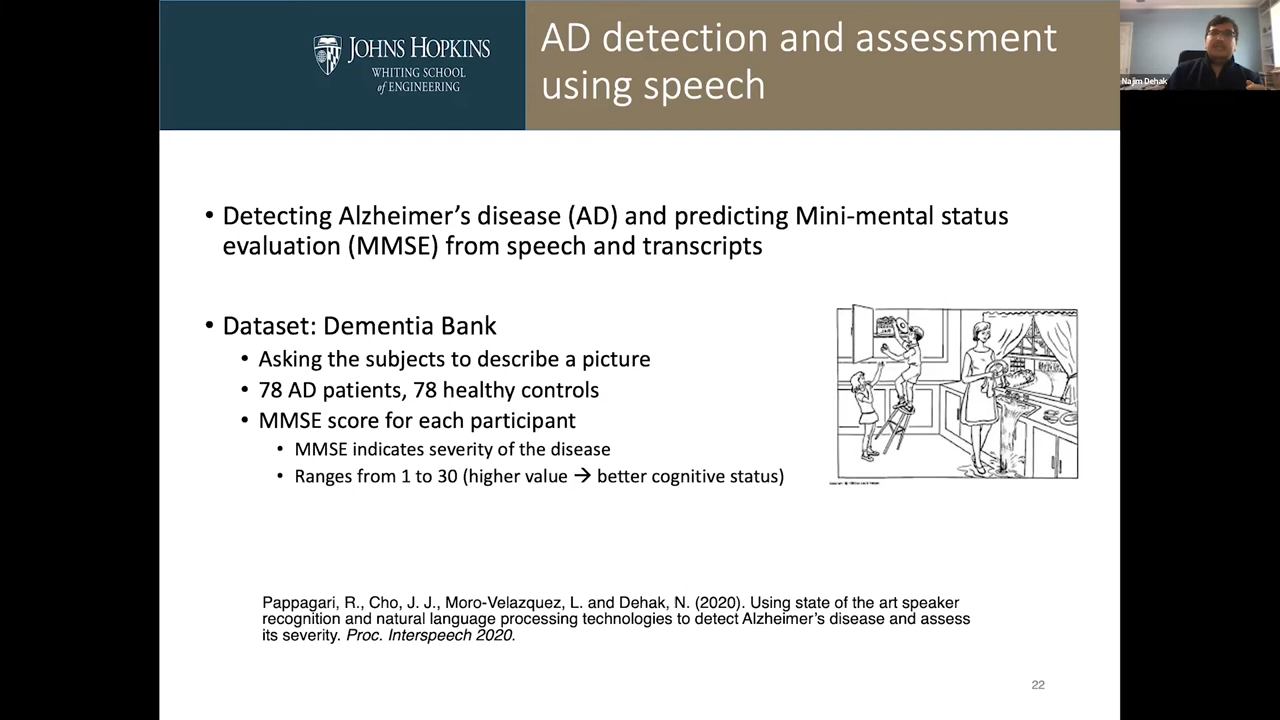 JOHNS HOPKINS
WHITING SCHOOL
of ENGINEERING
AD detection and assessment
using speech
Najim Dehak
• Detecting Alzheimer's disease (AD) and predicting Mini-mental status
evaluation (MMSE) from speech and transcripts
• Dataset: Dementia Bank
• Asking the subjects to describe a picture
• 78 AD patients, 78 healthy controls
• MMSE score for each participant
• MMSE indicates severity of the disease
• Ranges from 1 to 30 (higher value → better cognitive status)
Pappagari, R., Cho, J. J., Moro-Velazquez, L. and Dehak, N. (2020). Using state of the art speaker
recognition and natural language processing technologies to detect Alzheimer's disease and assess
its severity. Proc. Interspeech 2020.
22